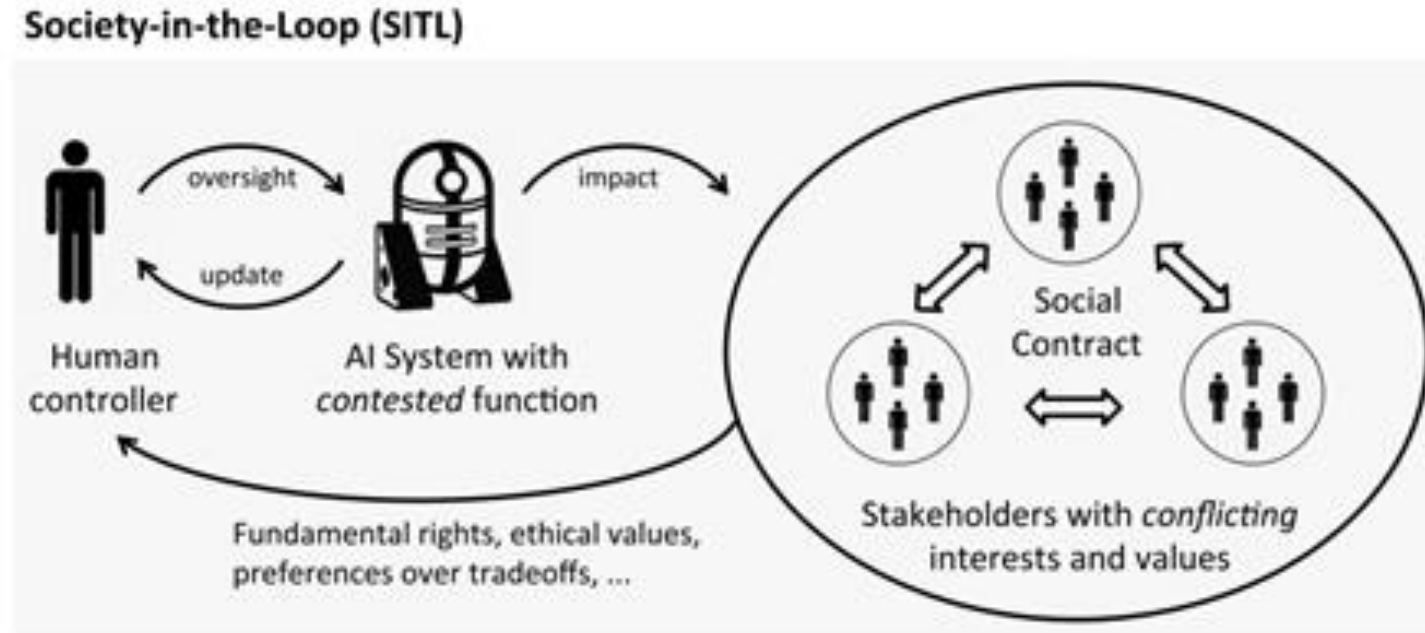 Society-in-the-Loop (SITL)
oversight
impact
update
Human
controller
AI System with
contested function
Social
Contract
Stakeholders with conflicting
interests and values
Fundamental rights, ethical values,
preferences over tradeoffs, ...